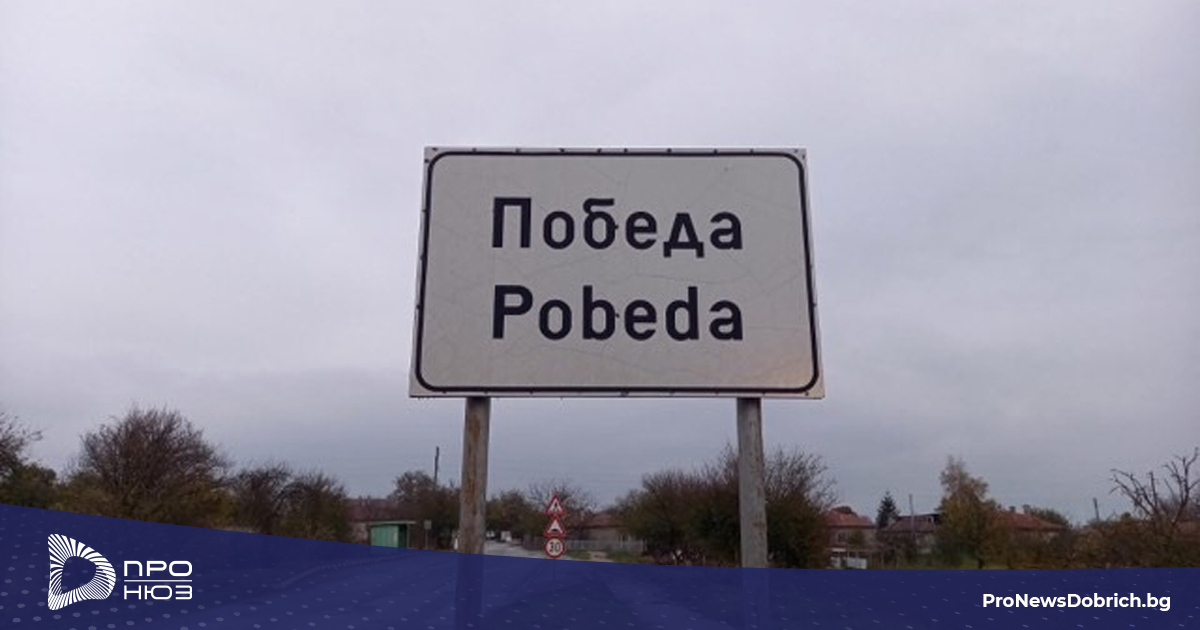 Победа
Pobeda
30
ПРО
НЮЗ
ProNewsDobrich.bg